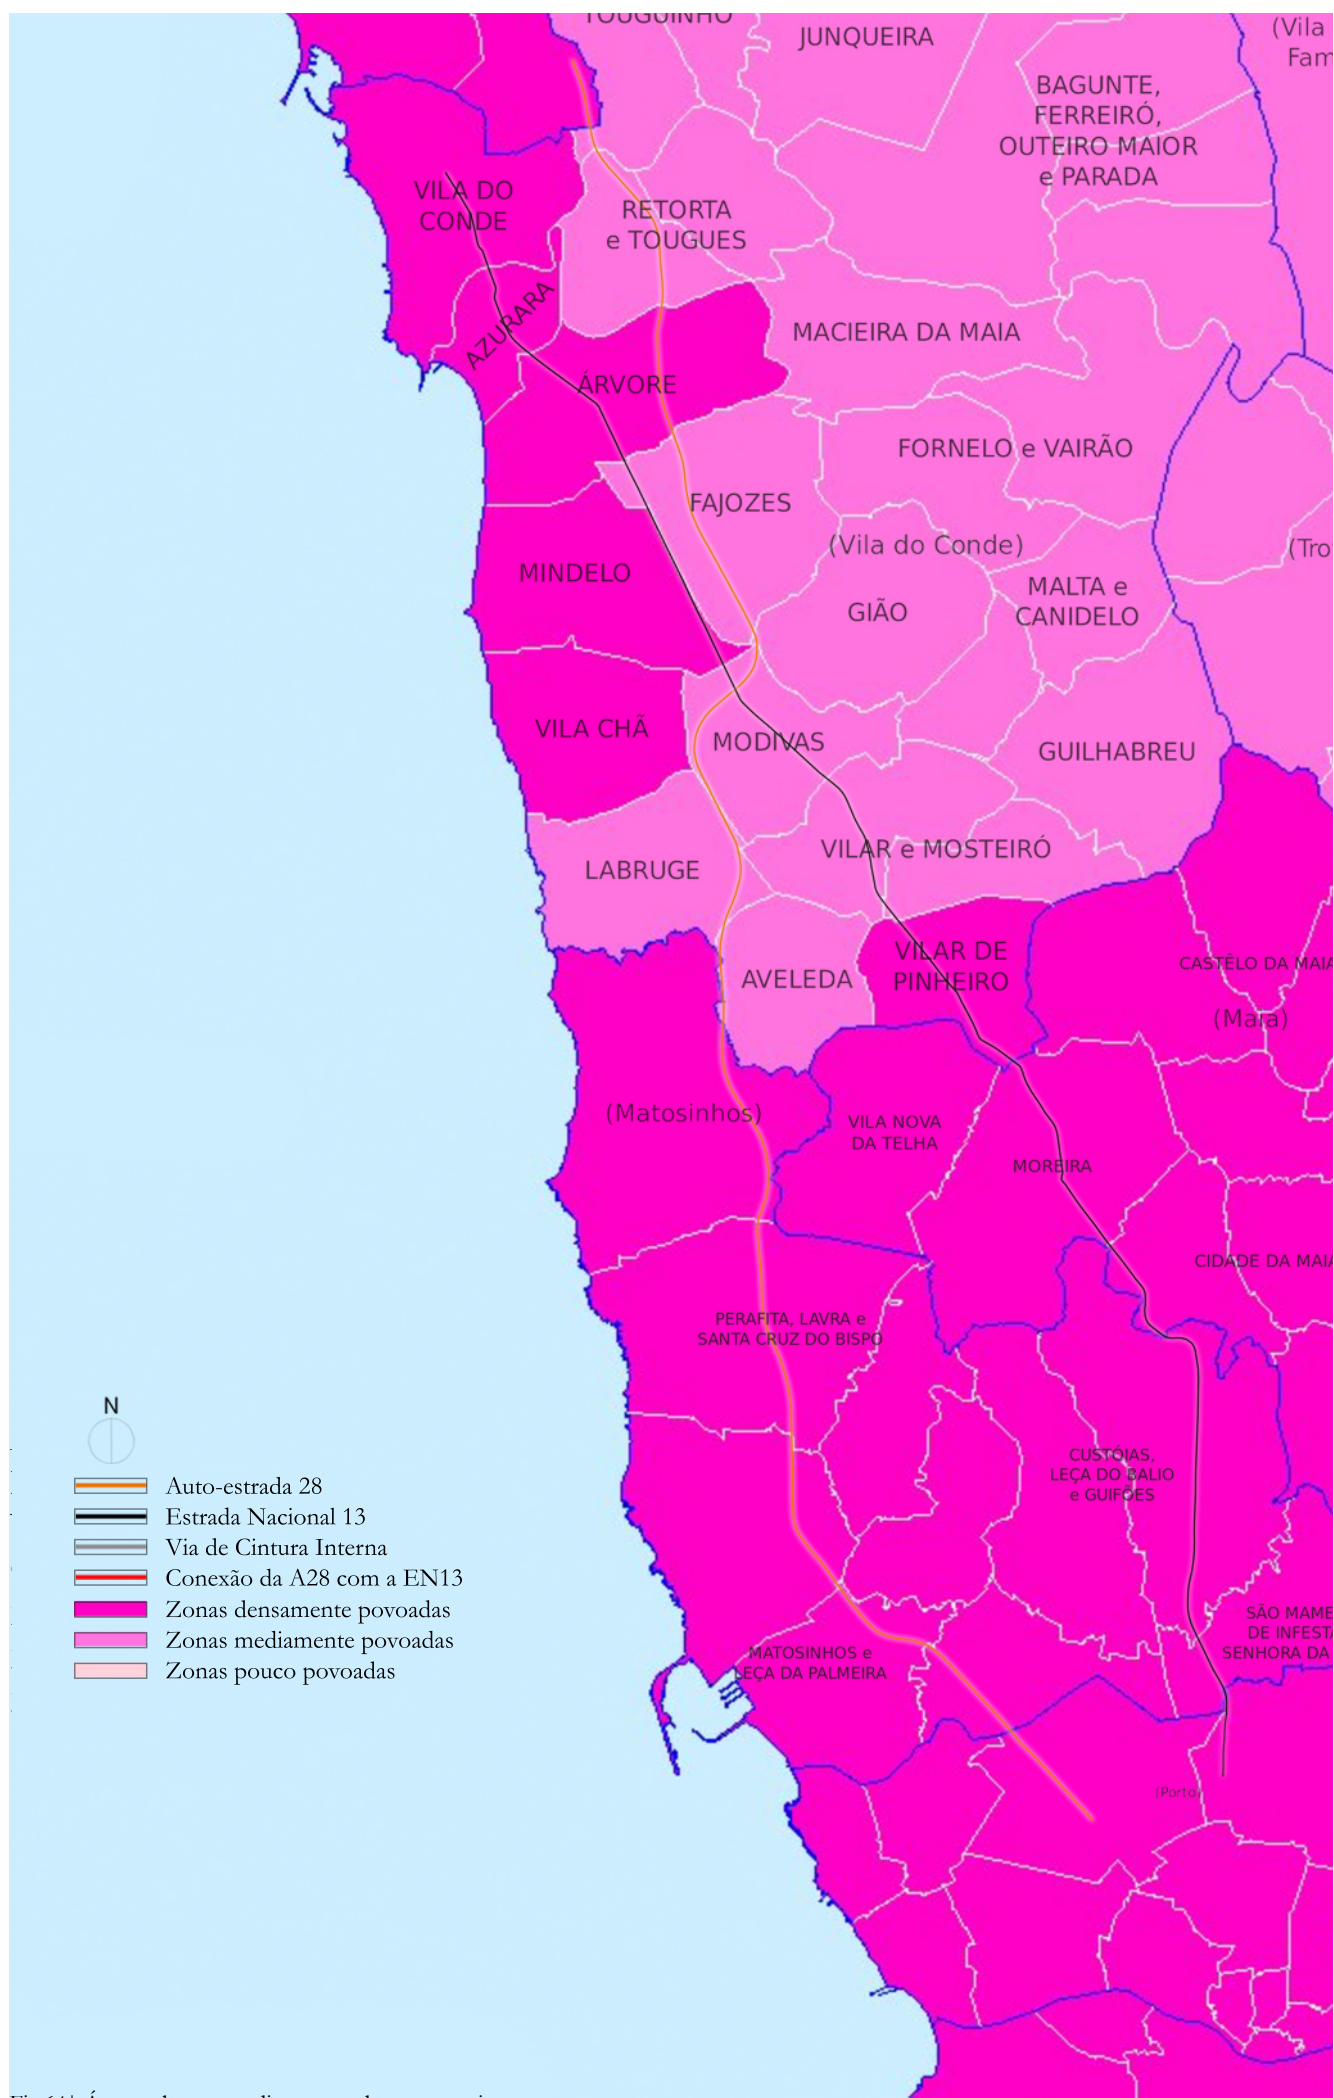 TOUGUINHÓ
JUNQUEIRA
(Vila
Fam
BAGUNTE,
FERREIRÓ,
OUTEIRO MAIOR
e PARADA
VILA DO
CONDE
RETORTA
e TOUGUES
AZURARA
MACIEIRA DA MAIA
ÁRVORE
FORNELO e VAIRÃO
FAJOZES
(Vila do Conde)
(Tro
MINDELO
MALTA e
CANIDELO
GIÃO
VILA CHÃ
MODIVAS
GUILHABREU
VILAR e MOSTEIRÓ
LABRUGE
VILAR DE
PINHEIRO
AVELEDA
CASTÊLO DA MAIA
(Maia)
(Matosinhos)
VILA NOVA
DA TELHA
MOREIRA
CIDADE DA MAIA
PERAFITA, LAVRA e
SANTA CRUZ DO BISPO
CUSTÓIAS,
LEÇA DO BALIO
e GUIFÕES
N
Auto-estrada 28
Estrada Nacional 13
Via de Cintura Interna
Conexão da A28 com a EN13
Zonas densamente povoadas
Zonas mediamente povoadas
Zonas pouco povoadas
SÃO MAME
DE INFESTA
SENHORA DA
MATOSINHOS e
LEÇA DA PALMEIRA
(Porto)